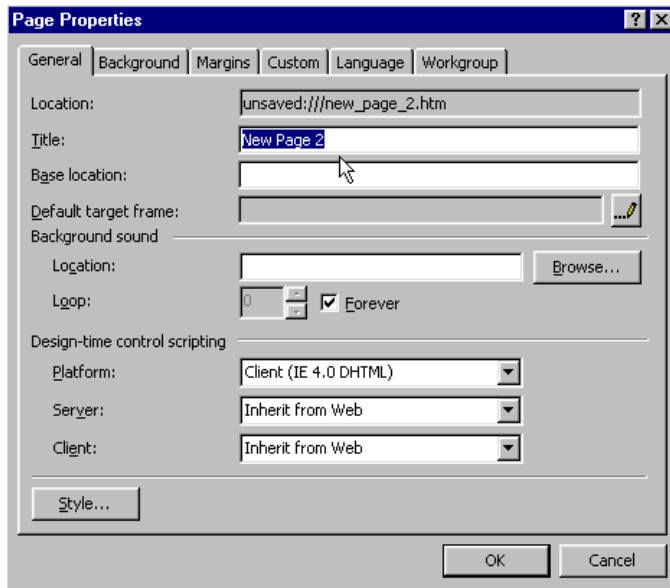 Page Properties
General Background Margins Custom Language Workgroup
Location: unsaved:///new_page_2.htm
Title: New Page 2
Base location:
Default target frame:
Background sound
Location: Browse...
Loop: 0 Forever
Design-time control scripting
Platform: Client (IE 4.0 DHTML)
Server: Inherit from Web
Client: Inherit from Web
Style...
OK Cancel